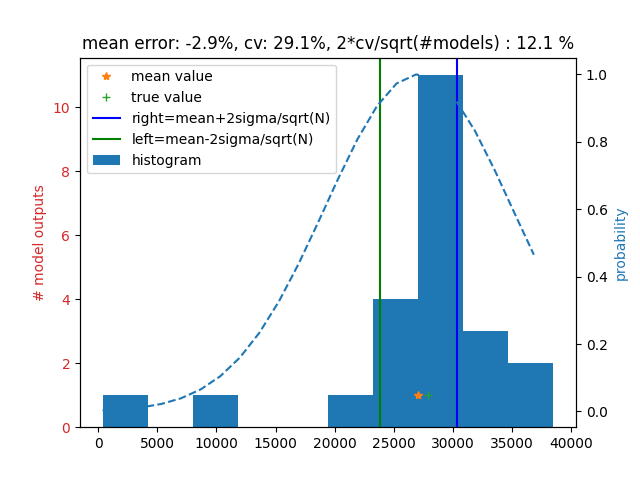 mean error: -2.9%, cv: 29.1%, 2*cv/sqrt(#models) : 12.1 %
mean value
true value
right=mean+2sigma/sqrt(N)
left=mean-2sigma/sqrt(N)
histogram
# model outputs
10
8
6
4
2
0
probability
1.0
0.8
0.6
0.4
0.2
0.0
0 5000 10000 15000 20000 25000 30000 35000 40000